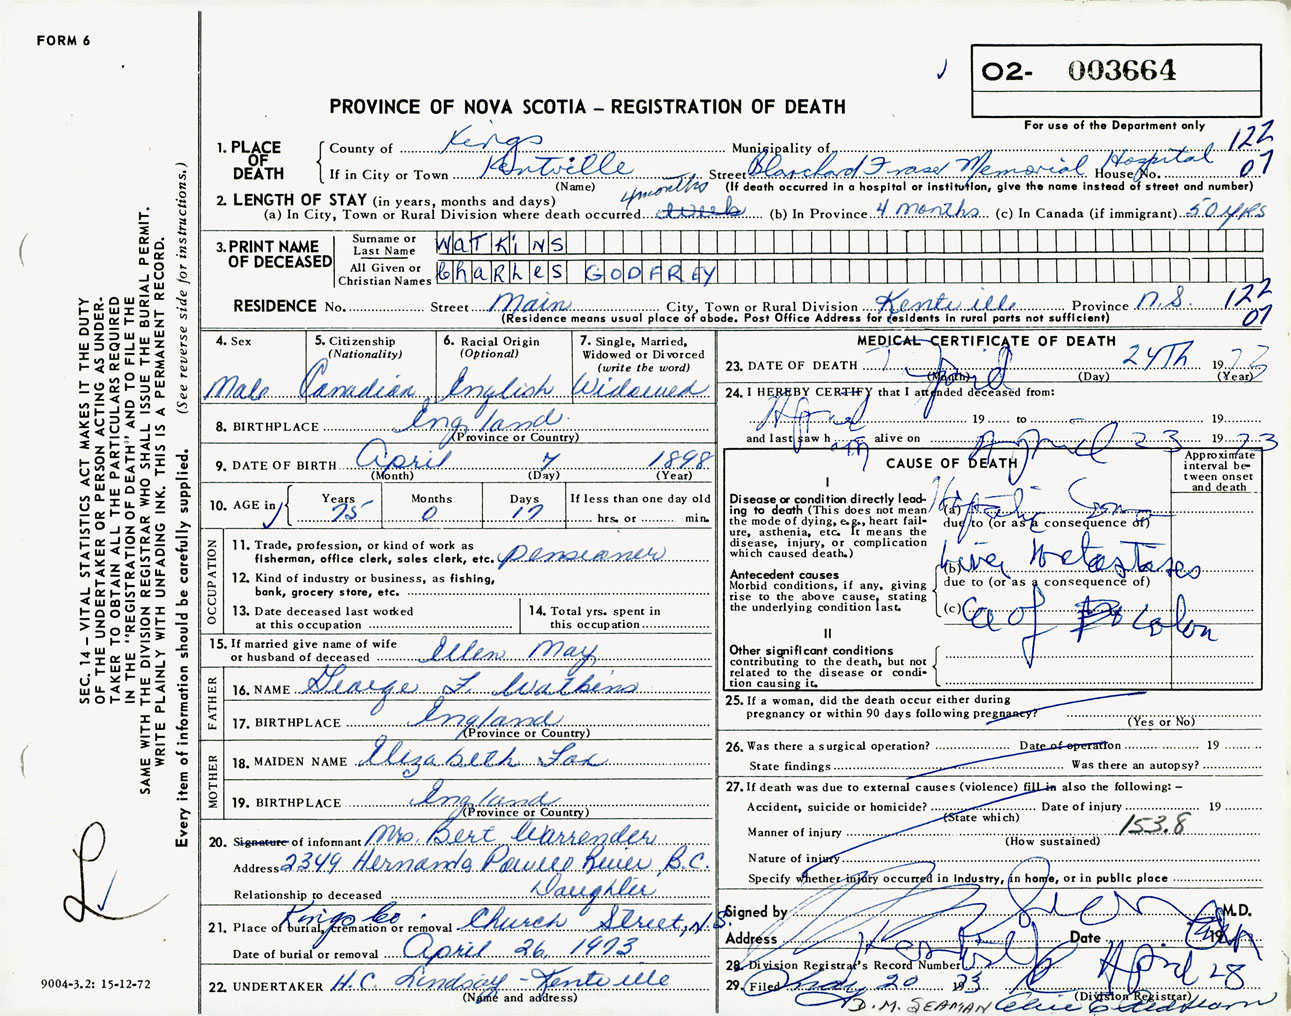 FORM 6
O2- 003664
PROVINCE OF NOVA SCOTIA – REGISTRATION OF DEATH
For use of the Department only
1. PLACE OF DEATH
County of Kings Municipality of 122
If in City or Town Kentville Street Blanchard Fraser Memorial Hospital House No. 07
(Name) (If death occurred in a hospital or institution, give the name instead of street and number)
2. LENGTH OF STAY (in years, months and days) 4 months
(a) In City, Town or Rural Division where death occurred (b) In Province 4 months (c) In Canada (if immigrant) 50 yrs
3. PRINT NAME OF DECEASED
Surname or Last Name WATKINS
All Given or Christian Names CHARLES GODFREY
RESIDENCE No. Street Main City, Town or Rural Division Kentville Province N.S. 122
(Residence means usual place of abode. Post Office Address for residents in rural parts not sufficient) 07
4. Sex
Male
5. Citizenship
(Nationality)
Canadian
6. Racial Origin
(Optional)
English
7. Single, Married,
Widowed or Divorced
(write the word)
Widowed
8. BIRTHPLACE England
(Province or Country)
9. DATE OF BIRTH April 7 1898
(Month) (Day) (Year)
10. AGE in Years Months Days If less than one day old
75 0 17 hrs. or min.
OCCUPATION
11. Trade, profession, or kind of work as
fisherman, office clerk, sales clerk, etc. pensioner
12. Kind of industry or business, as fishing,
bank, grocery store, etc.
13. Date deceased last worked
at this occupation
14. Total yrs. spent in
this occupation
15. If married give name of wife
or husband of deceased Ellen May
FATHER
16. NAME George F. Watkins
17. BIRTHPLACE England
(Province or Country)
MOTHER
18. MAIDEN NAME Elizabeth Fox
19. BIRTHPLACE England
(Province or Country)
20. Signature of informant Mrs. Bert Warrender
Address 2349 Hernando Powell River, B.C.
Relationship to deceased Daughter
21. Place of burial, cremation or removal Kings Co. Church Street, N.S.
Date of burial or removal April 26, 1973
22. UNDERTAKER H.C. Lindsay - Kentville
(Name and address)
MEDICAL CERTIFICATE OF DEATH
23. DATE OF DEATH April 24th 1973
(Month) (Day) (Year)
24. I HEREBY CERTIFY that I attended deceased from:
April 19 to 19
and last saw him alive on April 23 1973
CAUSE OF DEATH
Approximate
interval be-
tween onset
and death
I
Disease or condition directly lead-
ing to death (This does not mean
the mode of dying, e.g., heart fail-
ure, asthenia, etc. It means the
disease, injury, or complication
which caused death.)
(a) Hepatic Coma
due to (or as a consequence of)
Antecedent causes
Morbid conditions, if any, giving
rise to the above cause, stating
the underlying condition last.
(b) Liver Metastases
due to (or as a consequence of)
(c) Ca of colon
II
Other significant conditions
contributing to the death, but not
related to the disease or condi-
tion causing it.
25. If a woman, did the death occur either during
pregnancy or within 90 days following pregnancy?
(Yes or No)
26. Was there a surgical operation? Date of operation 19
State findings Was there an autopsy?
27. If death was due to external causes (violence) fill in also the following: –
Accident, suicide or homicide? Date of injury 19
(State which)
Manner of injury 153.8
(How sustained)
Nature of injury
Specify whether injury occurred in industry, in home, or in public place
Signed by M.D.
Address Date 19
28. Division Registrar's Record Number April 28
29. Filed May 20 1973
(Division Registrar)
D.M. SEAMAN
SEC. 14 – VITAL STATISTICS ACT MAKES IT THE DUTY
OF THE UNDERTAKER OR PERSON ACTING AS UNDER-
TAKER TO OBTAIN ALL THE PARTICULARS REQUIRED
IN THE "REGISTRATION OF DEATH" AND TO FILE THE
SAME WITH THE DIVISION REGISTRAR WHO SHALL ISSUE THE BURIAL PERMIT.
WRITE PLAINLY WITH UNFADING INK. THIS IS A PERMANENT RECORD.
Every item of information should be carefully supplied. (See reverse side for instructions.)
9004-3.2: 15-12-72